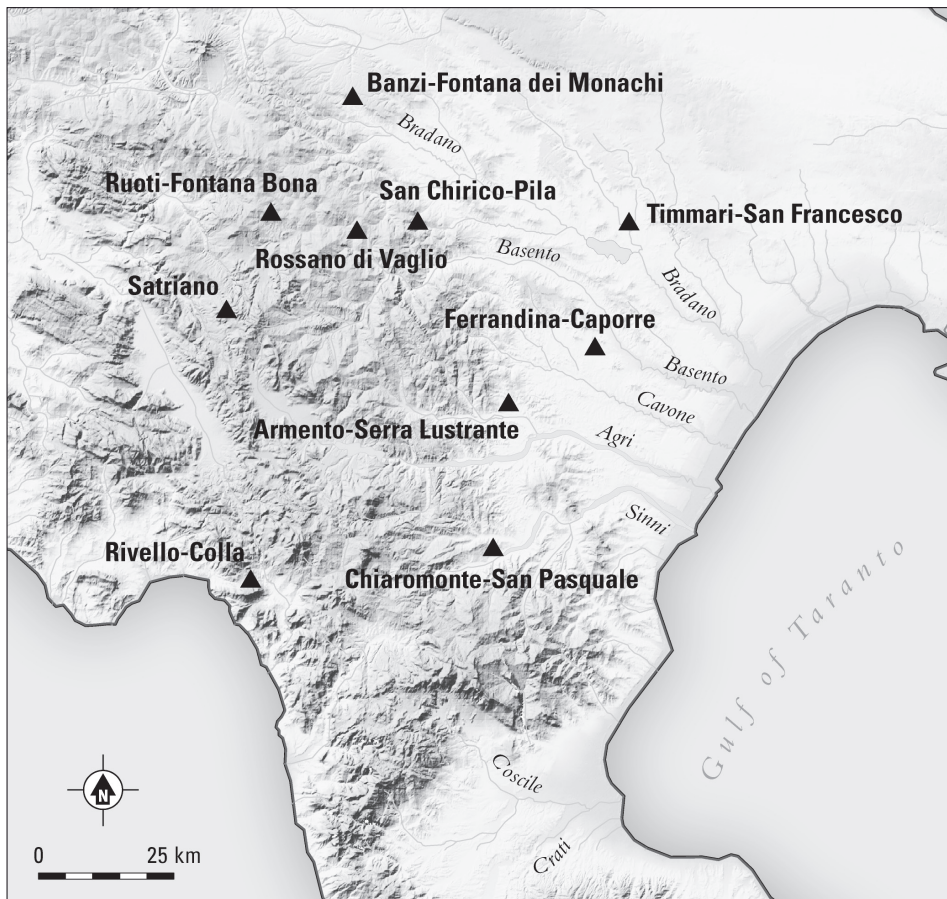 Banzi-Fontana dei Monachi
Bradano
Ruoti-Fontana Bona
San Chirico-Pila
Timmari-San Francesco
Rossano di Vaglio
Basento
Satriano
Bradano
Ferrandina-Caporre
Basento
Cavone
Armento-Serra Lustrante
Agri
Sinni
Rivello-Colla
Chiaromonte-San Pasquale
Gulf of Taranto
Coscile
N
0 25 km
Crati